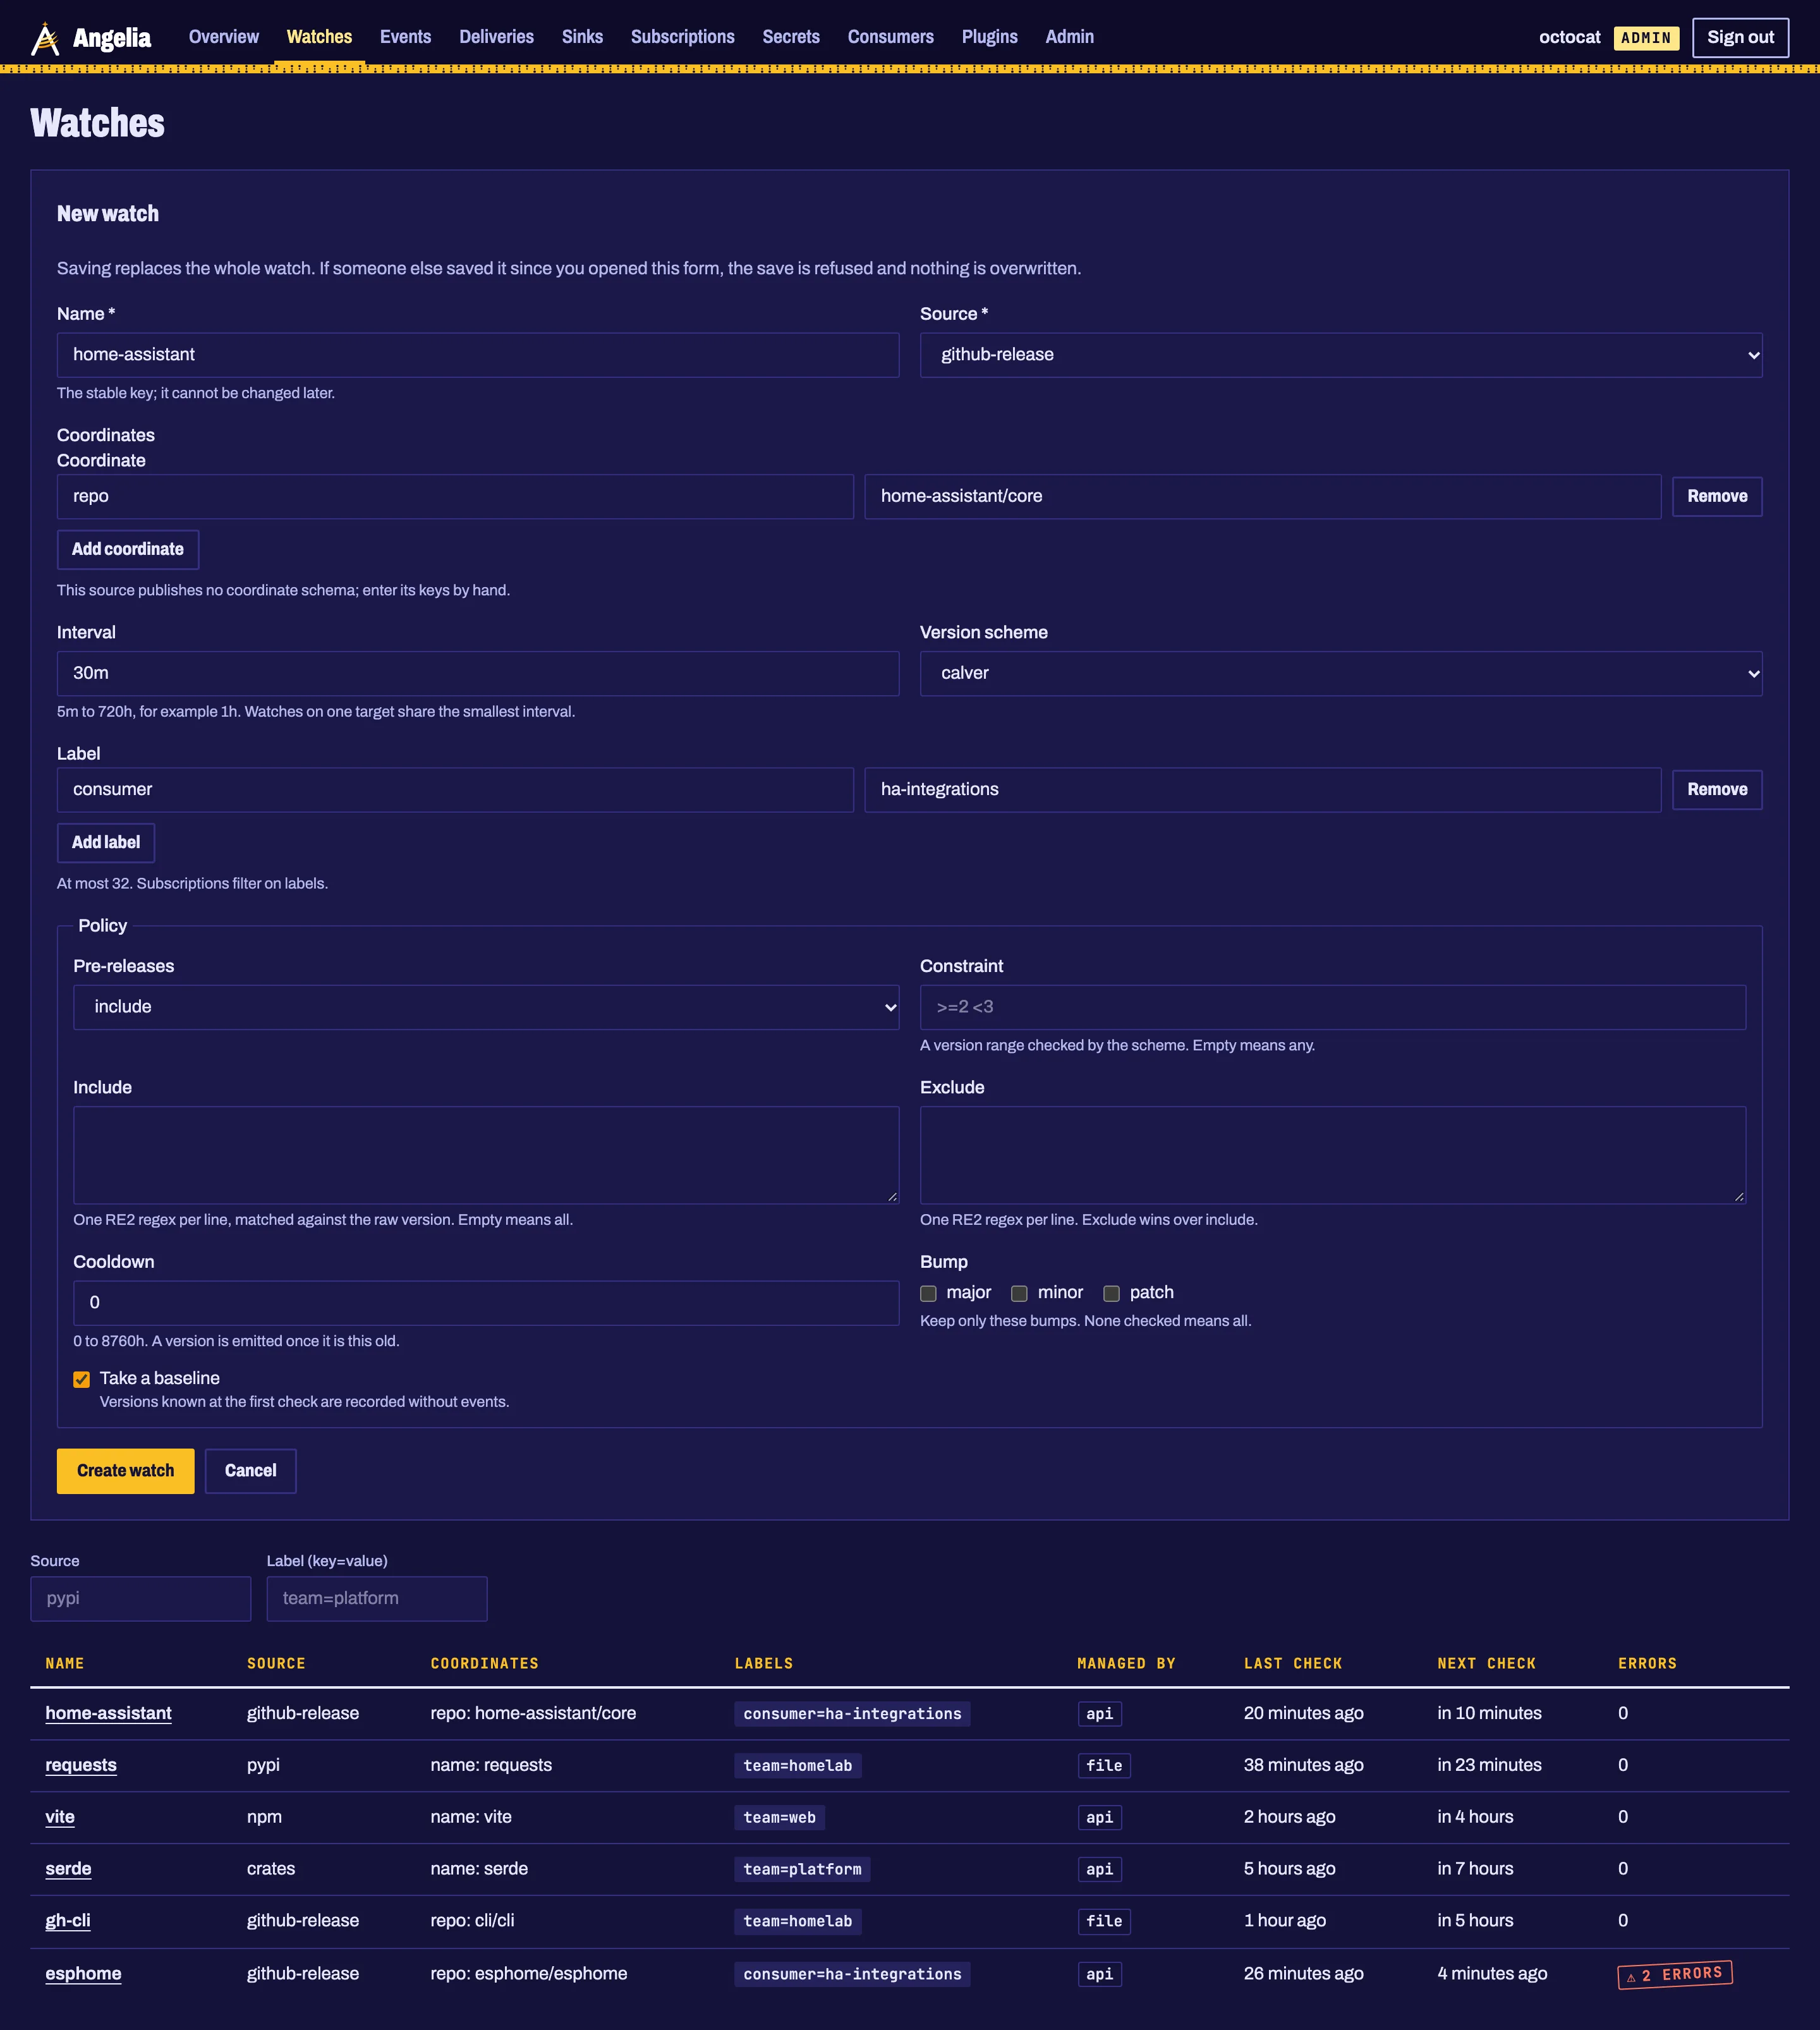 Angelia Overview Watches Events Deliveries Sinks Subscriptions Secrets Consumers Plugins Admin octocat ADMIN Sign out
Watches
New watch
Saving replaces the whole watch. If someone else saved it since you opened this form, the save is refused and nothing is overwritten.
Name * Source *
home-assistant github-release
The stable key; it cannot be changed later.
Coordinates
Coordinate
repo home-assistant/core Remove
Add coordinate
This source publishes no coordinate schema; enter its keys by hand.
Interval Version scheme
30m calver
5m to 720h, for example 1h. Watches on one target share the smallest interval.
Label
consumer ha-integrations Remove
Add label
At most 32. Subscriptions filter on labels.
Policy
Pre-releases Constraint
include >=2 <3
A version range checked by the scheme. Empty means any.
Include Exclude
One RE2 regex per line, matched against the raw version. Empty means all. One RE2 regex per line. Exclude wins over include.
Cooldown Bump
0 major minor patch
0 to 8760h. A version is emitted once it is this old. Keep only these bumps. None checked means all.
Take a baseline
Versions known at the first check are recorded without events.
Create watch Cancel
Source Label (key=value)
pypi team=platform
NAME SOURCE COORDINATES LABELS MANAGED BY LAST CHECK NEXT CHECK ERRORS
home-assistant github-release repo: home-assistant/core consumer=ha-integrations api 20 minutes ago in 10 minutes 0
requests pypi name: requests team=homelab file 38 minutes ago in 23 minutes 0
vite npm name: vite team=web api 2 hours ago in 4 hours 0
serde crates name: serde team=platform api 5 hours ago in 7 hours 0
gh-cli github-release repo: cli/cli team=homelab file 1 hour ago in 5 hours 0
esphome github-release repo: esphome/esphome consumer=ha-integrations api 26 minutes ago 4 minutes ago ⚠ 2 ERRORS